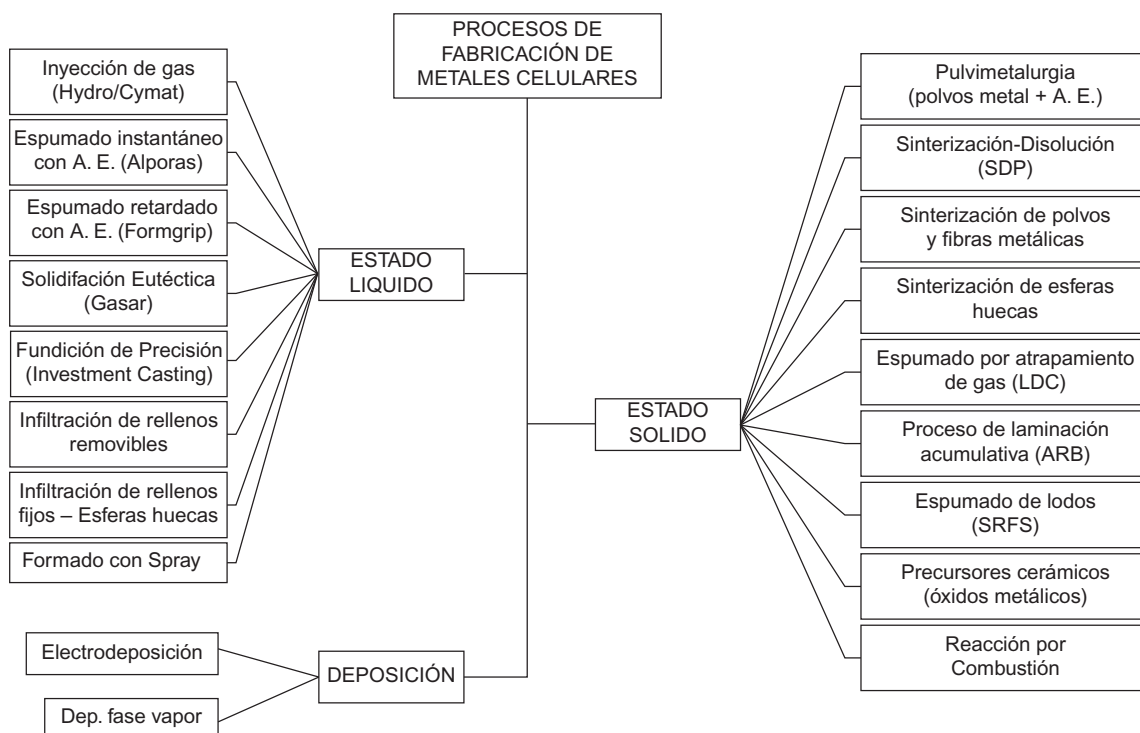 PROCESOS DE
FABRICACIÓN DE
METALES CELULARES
Inyección de gas
(Hydro/Cymat)
Espumado instantáneo
con A. E. (Alporas)
Espumado retardado
con A. E. (Formgrip)
Solidifación Eutéctica
(Gasar)
Fundición de Precisión
(Investment Casting)
Infiltración de rellenos
removibles
Infiltración de rellenos
fijos – Esferas huecas
Formado con Spray
ESTADO
LIQUIDO
Electrodeposición
Dep. fase vapor
DEPOSICIÓN
ESTADO
SOLIDO
Pulvimetalurgia
(polvos metal + A. E.)
Sinterización-Disolución
(SDP)
Sinterización de polvos
y fibras metálicas
Sinterización de esferas
huecas
Espumado por atrapamiento
de gas (LDC)
Proceso de laminación
acumulativa (ARB)
Espumado de lodos
(SRFS)
Precursores cerámicos
(óxidos metálicos)
Reacción por
Combustión